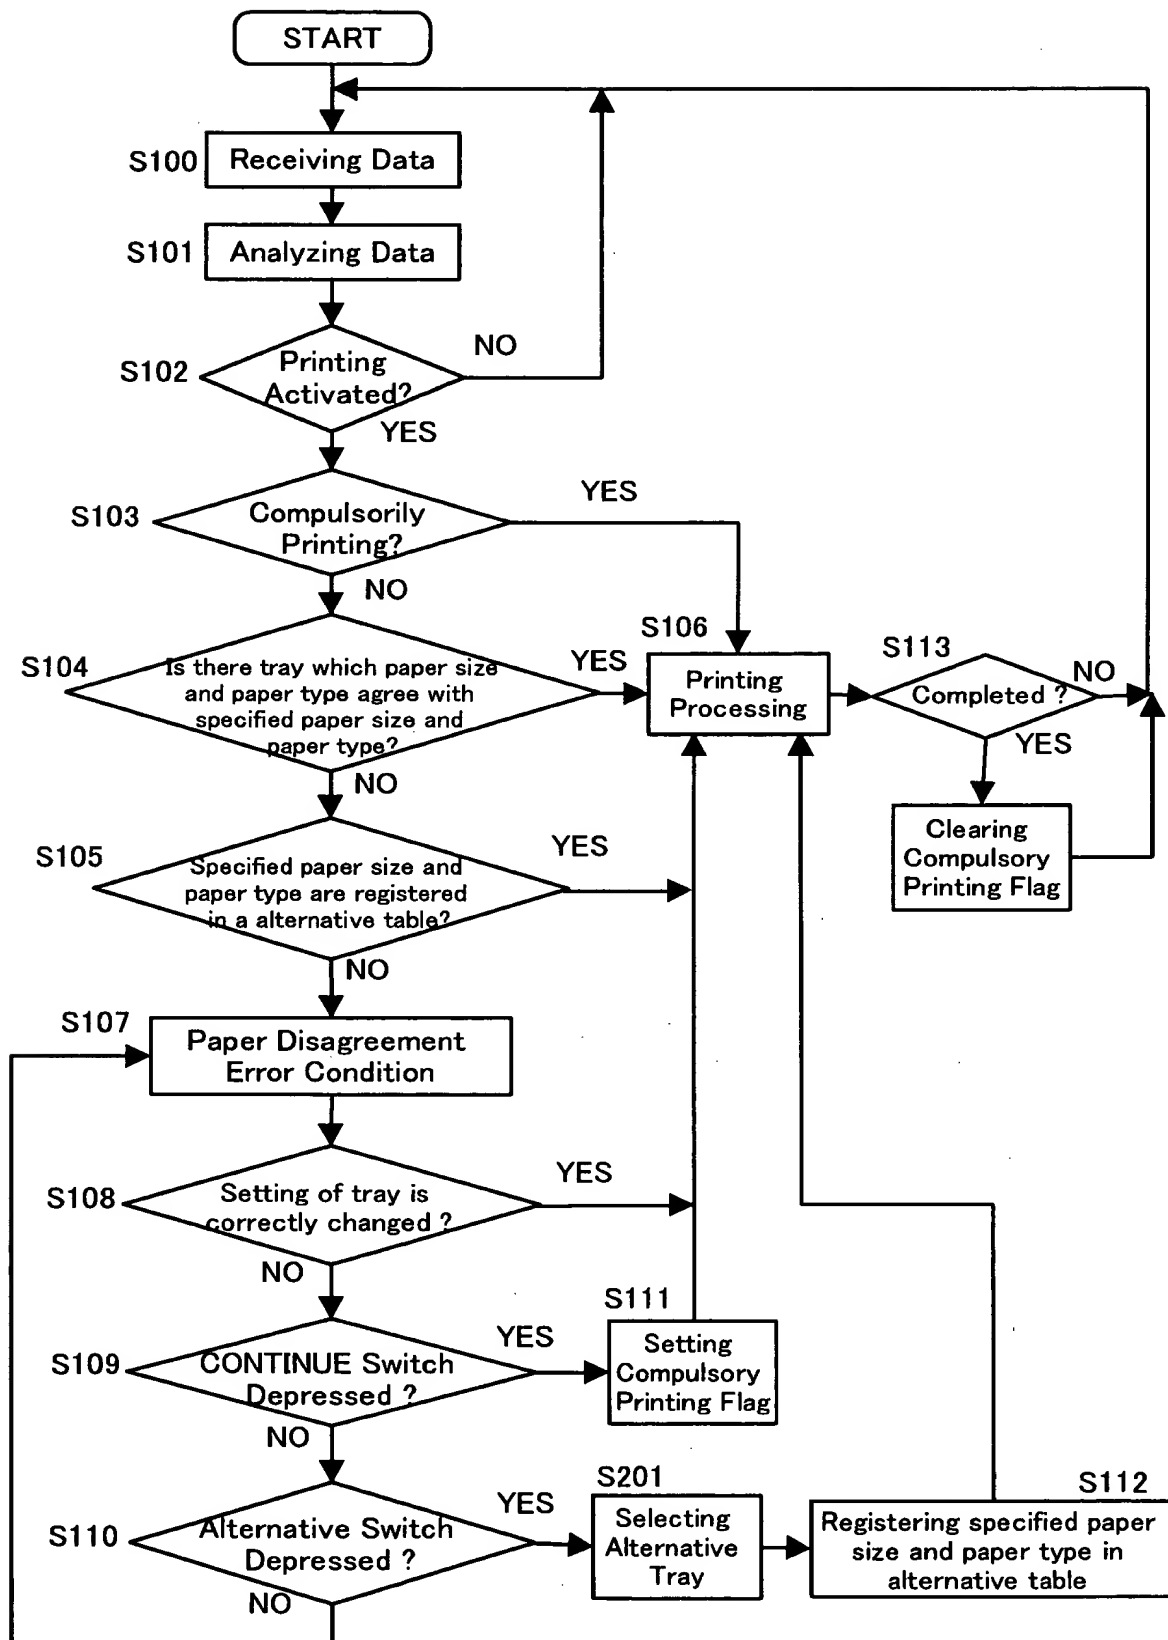 START
S100
Receiving Data
S101
Analyzing Data
S102
Printing
Activated?
NO
YES
S103
Compulsorily
Printing?
YES
NO
S104
Is there tray which paper size
and paper type agree with
specified paper size and
paper type?
YES
NO
S106
Printing
Processing
S113
Completed ?
NO
YES
Clearing
Compulsory
Printing Flag
S105
Specified paper size and
paper type are registered
in a alternative table?
YES
NO
S107
Paper Disagreement
Error Condition
S108
Setting of tray is
correctly changed ?
YES
NO
S109
CONTINUE Switch
Depressed ?
YES
NO
S111
Setting
Compulsory
Printing Flag
S110
Alternative Switch
Depressed ?
YES
NO
S201
Selecting
Alternative
Tray
S112
Registering specified paper
size and paper type in
alternative table